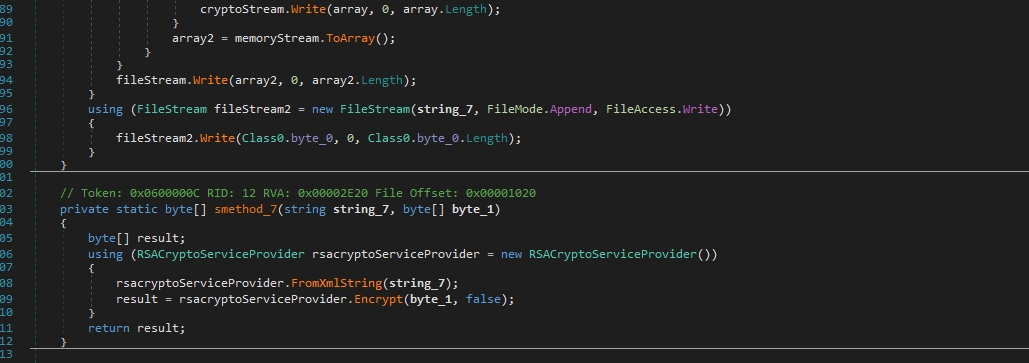 89 cryptoStream.Write(array, 0, array.Length);
90 }
91 array2 = memoryStream.ToArray();
92 }
93 }
94 fileStream.Write(array2, 0, array2.Length);
95 }
96 using (FileStream fileStream2 = new FileStream(string_7, FileMode.Append, FileAccess.Write))
97 {
98 fileStream2.Write(Class0.byte_0, 0, Class0.byte_0.Length);
99 }
00 }
01
02 // Token: 0x0600000C RID: 12 RVA: 0x00002E20 File Offset: 0x00001020
03 private static byte[] smethod_7(string string_7, byte[] byte_1)
04 {
05 byte[] result;
06 using (RSACryptoServiceProvider rsacryptoServiceProvider = new RSACryptoServiceProvider())
07 {
08 rsacryptoServiceProvider.FromXmlString(string_7);
09 result = rsacryptoServiceProvider.Encrypt(byte_1, false);
10 }
11 return result;
12 }
13